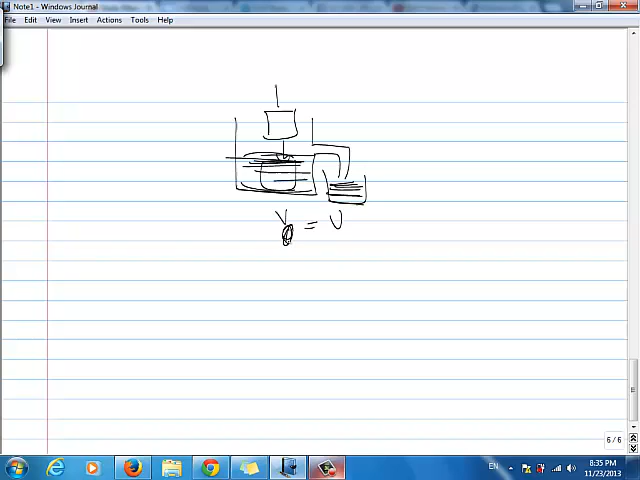 Note1 - Windows Journal
File Edit View Insert Actions Tools Help
V = V
6/6
EN
8:35 PM
11/23/2013